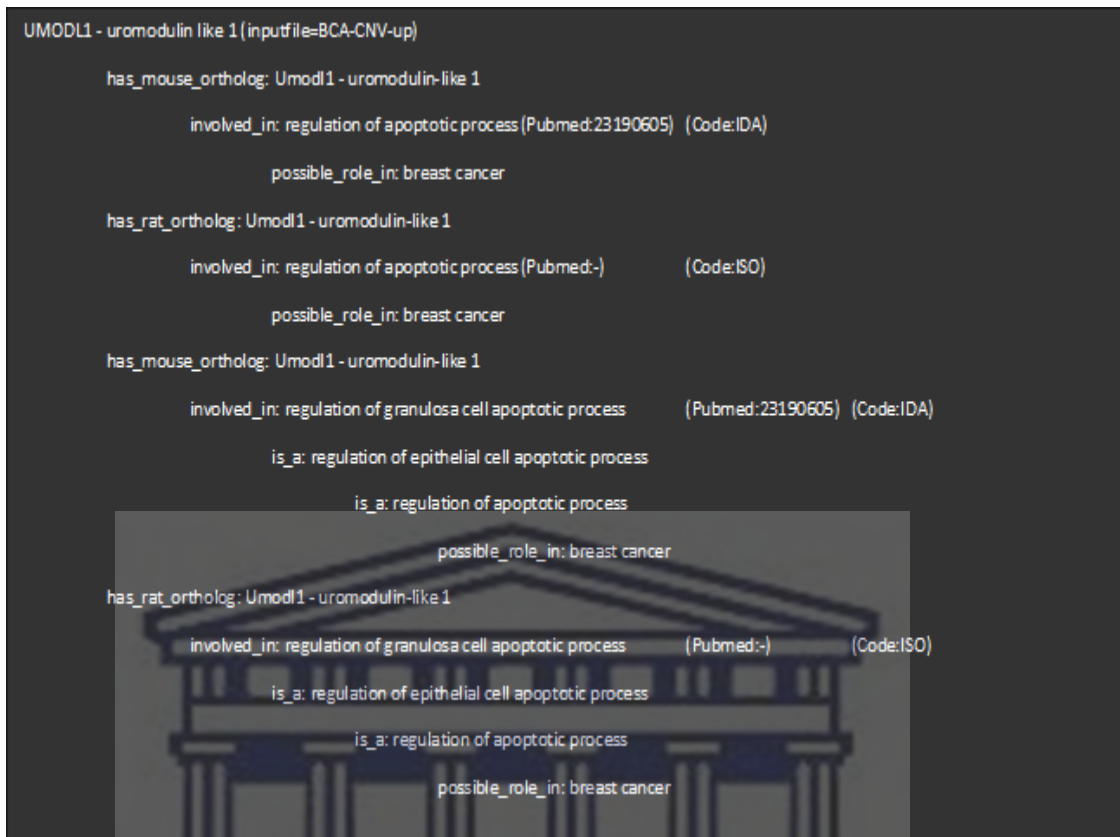 UMODL1 - uromodulin like 1 (inputfile=BCA-CNV-up)
has_mouse_ortholog: Umodl1 - uromodulin-like 1
involved_in: regulation of apoptotic process (Pubmed:23190605) (Code:IDA)
possible_role_in: breast cancer
has_rat_ortholog: Umodl1 - uromodulin-like 1
involved_in: regulation of apoptotic process (Pubmed:-) (Code:ISO)
possible_role_in: breast cancer
has_mouse_ortholog: Umodl1 - uromodulin-like 1
involved_in: regulation of granulosa cell apoptotic process (Pubmed:23190605) (Code:IDA)
is_a: regulation of epithelial cell apoptotic process
is_a: regulation of apoptotic process
possible_role_in: breast cancer
has_rat_ortholog: Umodl1 - uromodulin-like 1
involved_in: regulation of granulosa cell apoptotic process (Pubmed:-) (Code:ISO)
is_a: regulation of epithelial cell apoptotic process
is_a: regulation of apoptotic process
possible_role_in: breast cancer